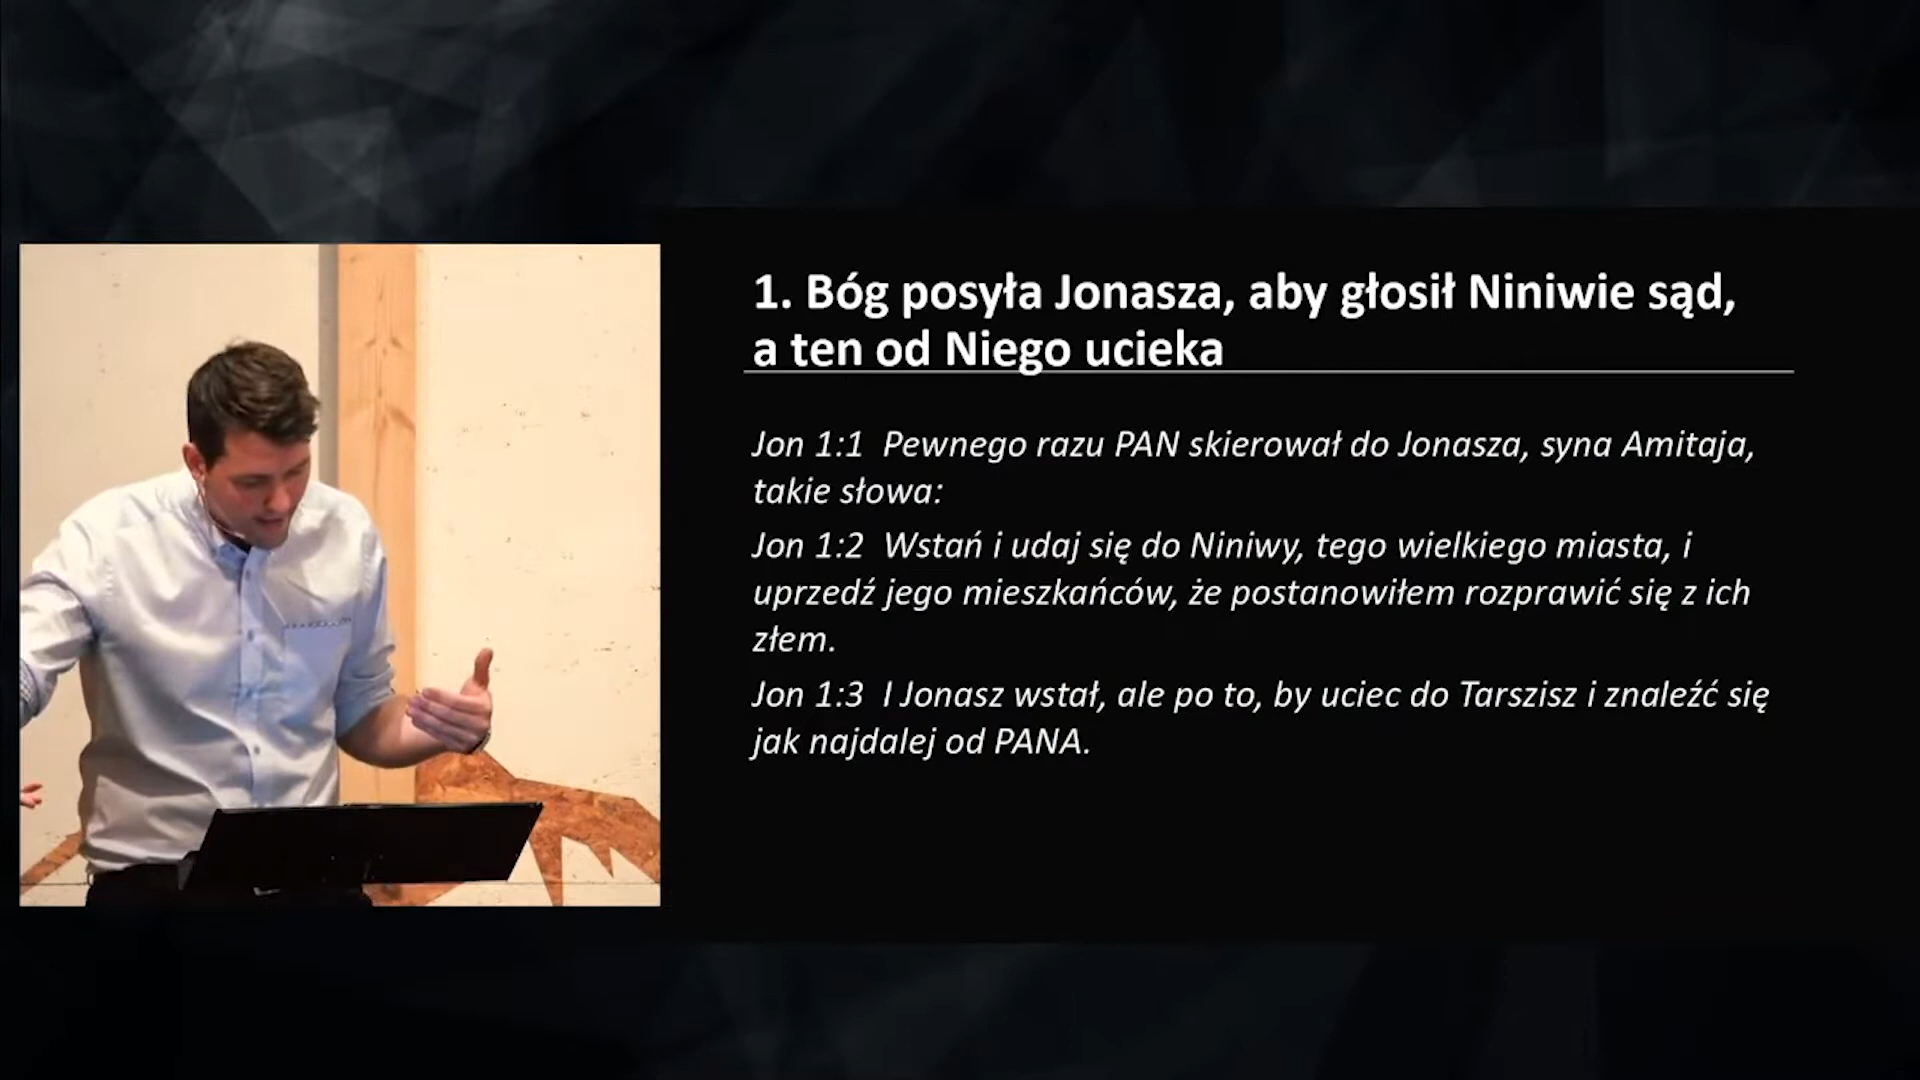 1. Bóg posyła Jonasza, aby głosił Niniwie sąd,
a ten od Niego ucieka
Jon 1:1 Pewnego razu PAN skierował do Jonasza, syna Amitaja,
takie słowa:
Jon 1:2 Wstań i udaj się do Niniwy, tego wielkiego miasta, i
uprzedź jego mieszkańców, że postanowiłem rozprawić się z ich
złem.
Jon 1:3 I Jonasz wstał, ale po to, by uciec do Tarszisz i znaleźć się
jak najdalej od PANA.